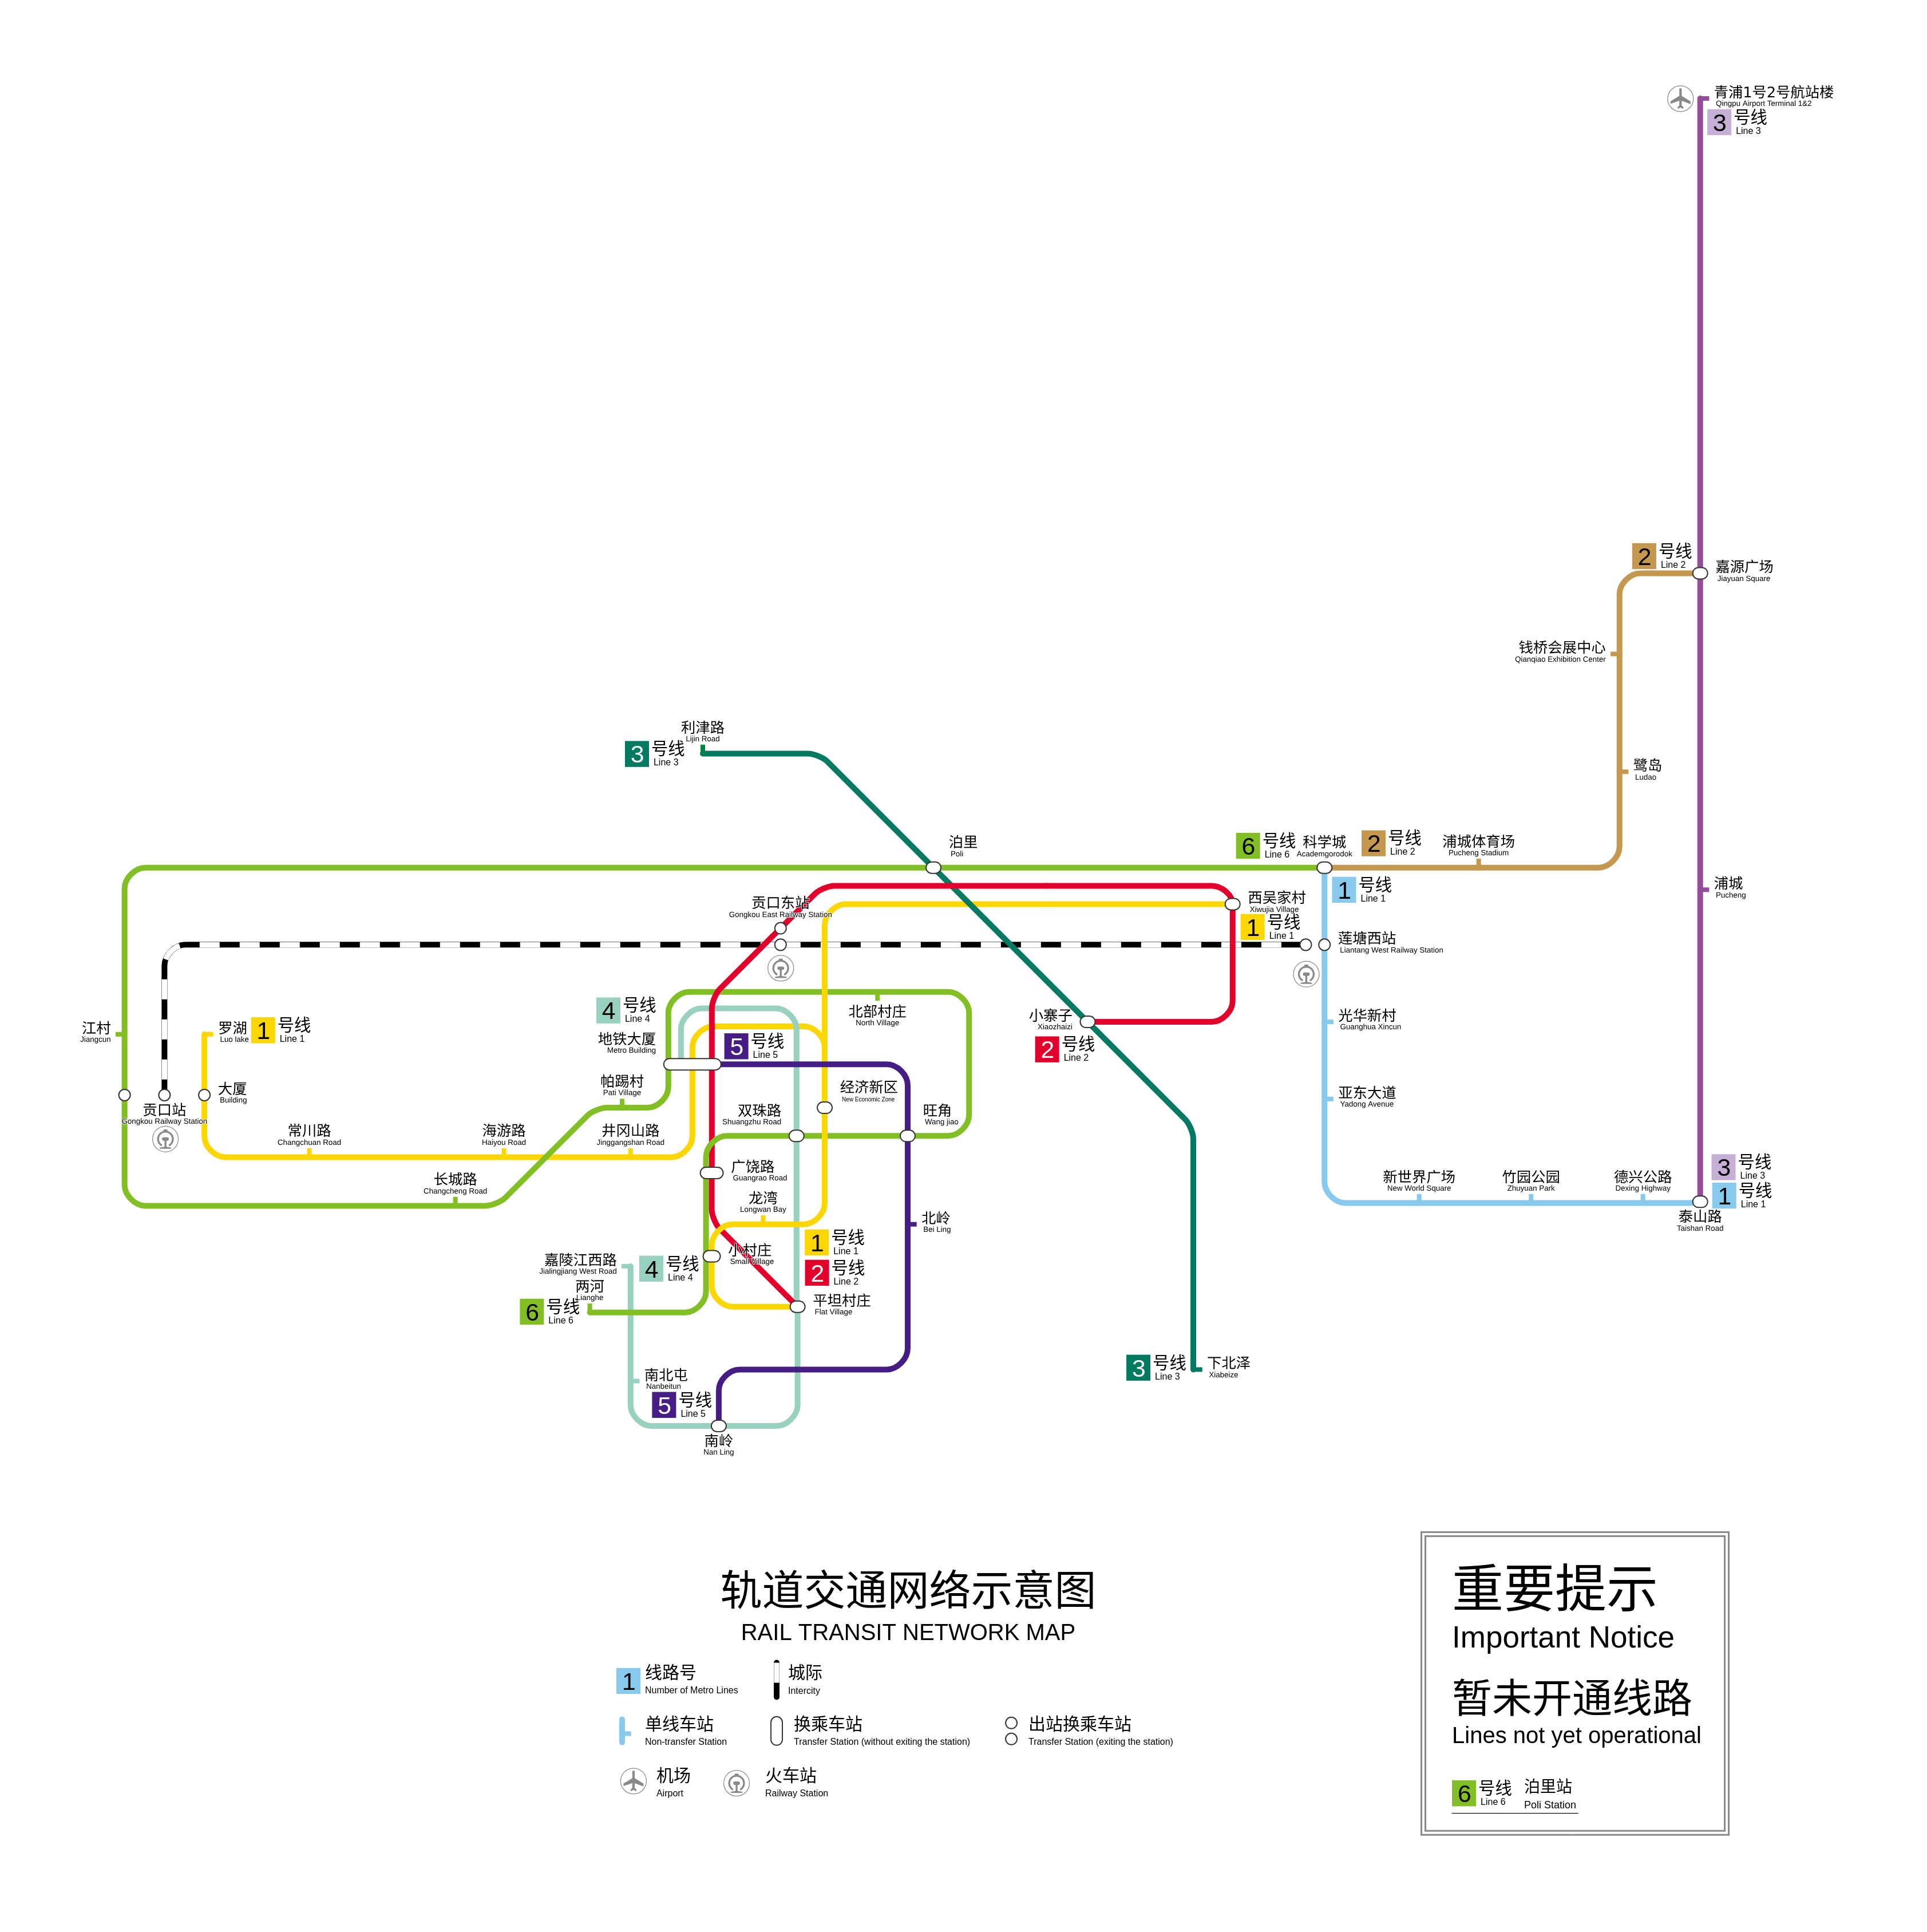 青浦1号2号航站楼
Qingpu Airport Terminal 1&2
3 号线
Line 3
2 号线
Line 2
嘉源广场
Jiayuan Square
钱桥会展中心
Qianqiao Exhibition Center
利津路
Lijin Road
3 号线
Line 3
鹭岛
Ludao
泊里
Poli
6 号线
Line 6
科学城
Academgorodok
2 号线
Line 2
浦城体育场
Pucheng Stadium
1 号线
Line 1
浦城
Pucheng
贡口东站
Gongkou East Railway Station
西吴家村
Xiwujia Village
1 号线
Line 1
莲塘西站
Liantang West Railway Station
4 号线
Line 4
北部村庄
North Village
小寨子
Xiaozhaizi
光华新村
Guanghua Xincun
江村
Jiangcun
罗湖
Luo lake
1 号线
Line 1
地铁大厦
Metro Building
5 号线
Line 5
2 号线
Line 2
帕踢村
Pati Village
经济新区
New Economic Zone
亚东大道
Yadong Avenue
大厦
Building
贡口站
Gongkou Railway Station
双珠路
Shuangzhu Road
旺角
Wang jiao
常川路
Changchuan Road
海游路
Haiyou Road
井冈山路
Jinggangshan Road
广饶路
Guangrao Road
长城路
Changcheng Road
龙湾
Longwan Bay
新世界广场
New World Square
竹园公园
Zhuyuan Park
德兴公路
Dexing Highway
3 号线
Line 3
1 号线
Line 1
泰山路
Taishan Road
北岭
Bei Ling
小村庄
Small Village
1 号线
Line 1
2 号线
Line 2
嘉陵江西路
Jialingjiang West Road
4 号线
Line 4
两河
Lianghe
6 号线
Line 6
平坦村庄
Flat Village
3 号线
Line 3
下北泽
Xiabeize
南北屯
Nanbeitun
5 号线
Line 5
南岭
Nan Ling
轨道交通网络示意图
RAIL TRANSIT NETWORK MAP
1 线路号
Number of Metro Lines
城际
Intercity
单线车站
Non-transfer Station
换乘车站
Transfer Station (without exiting the station)
出站换乘车站
Transfer Station (exiting the station)
机场
Airport
火车站
Railway Station
重要提示
Important Notice
暂未开通线路
Lines not yet operational
6 号线
Line 6
泊里站
Poli Station